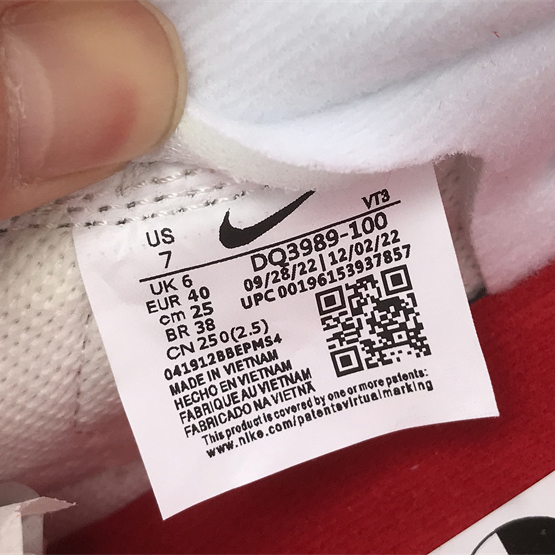 VT3
US
7
DQ3989-100
09/28/22 | 12/02/22
UPC 00196153937857
UK 6
EUR 40
cm 25
BR 38
CN 250(2.5)
041912BBEPMS4
MADE IN VIETNAM
HECHO EN VIETNAM
FABRIQUE AU VIETNAM
FABRICADO NA VIETNA
This product is covered by one or more patents:
www.nike.com/patentsvirtualmarking